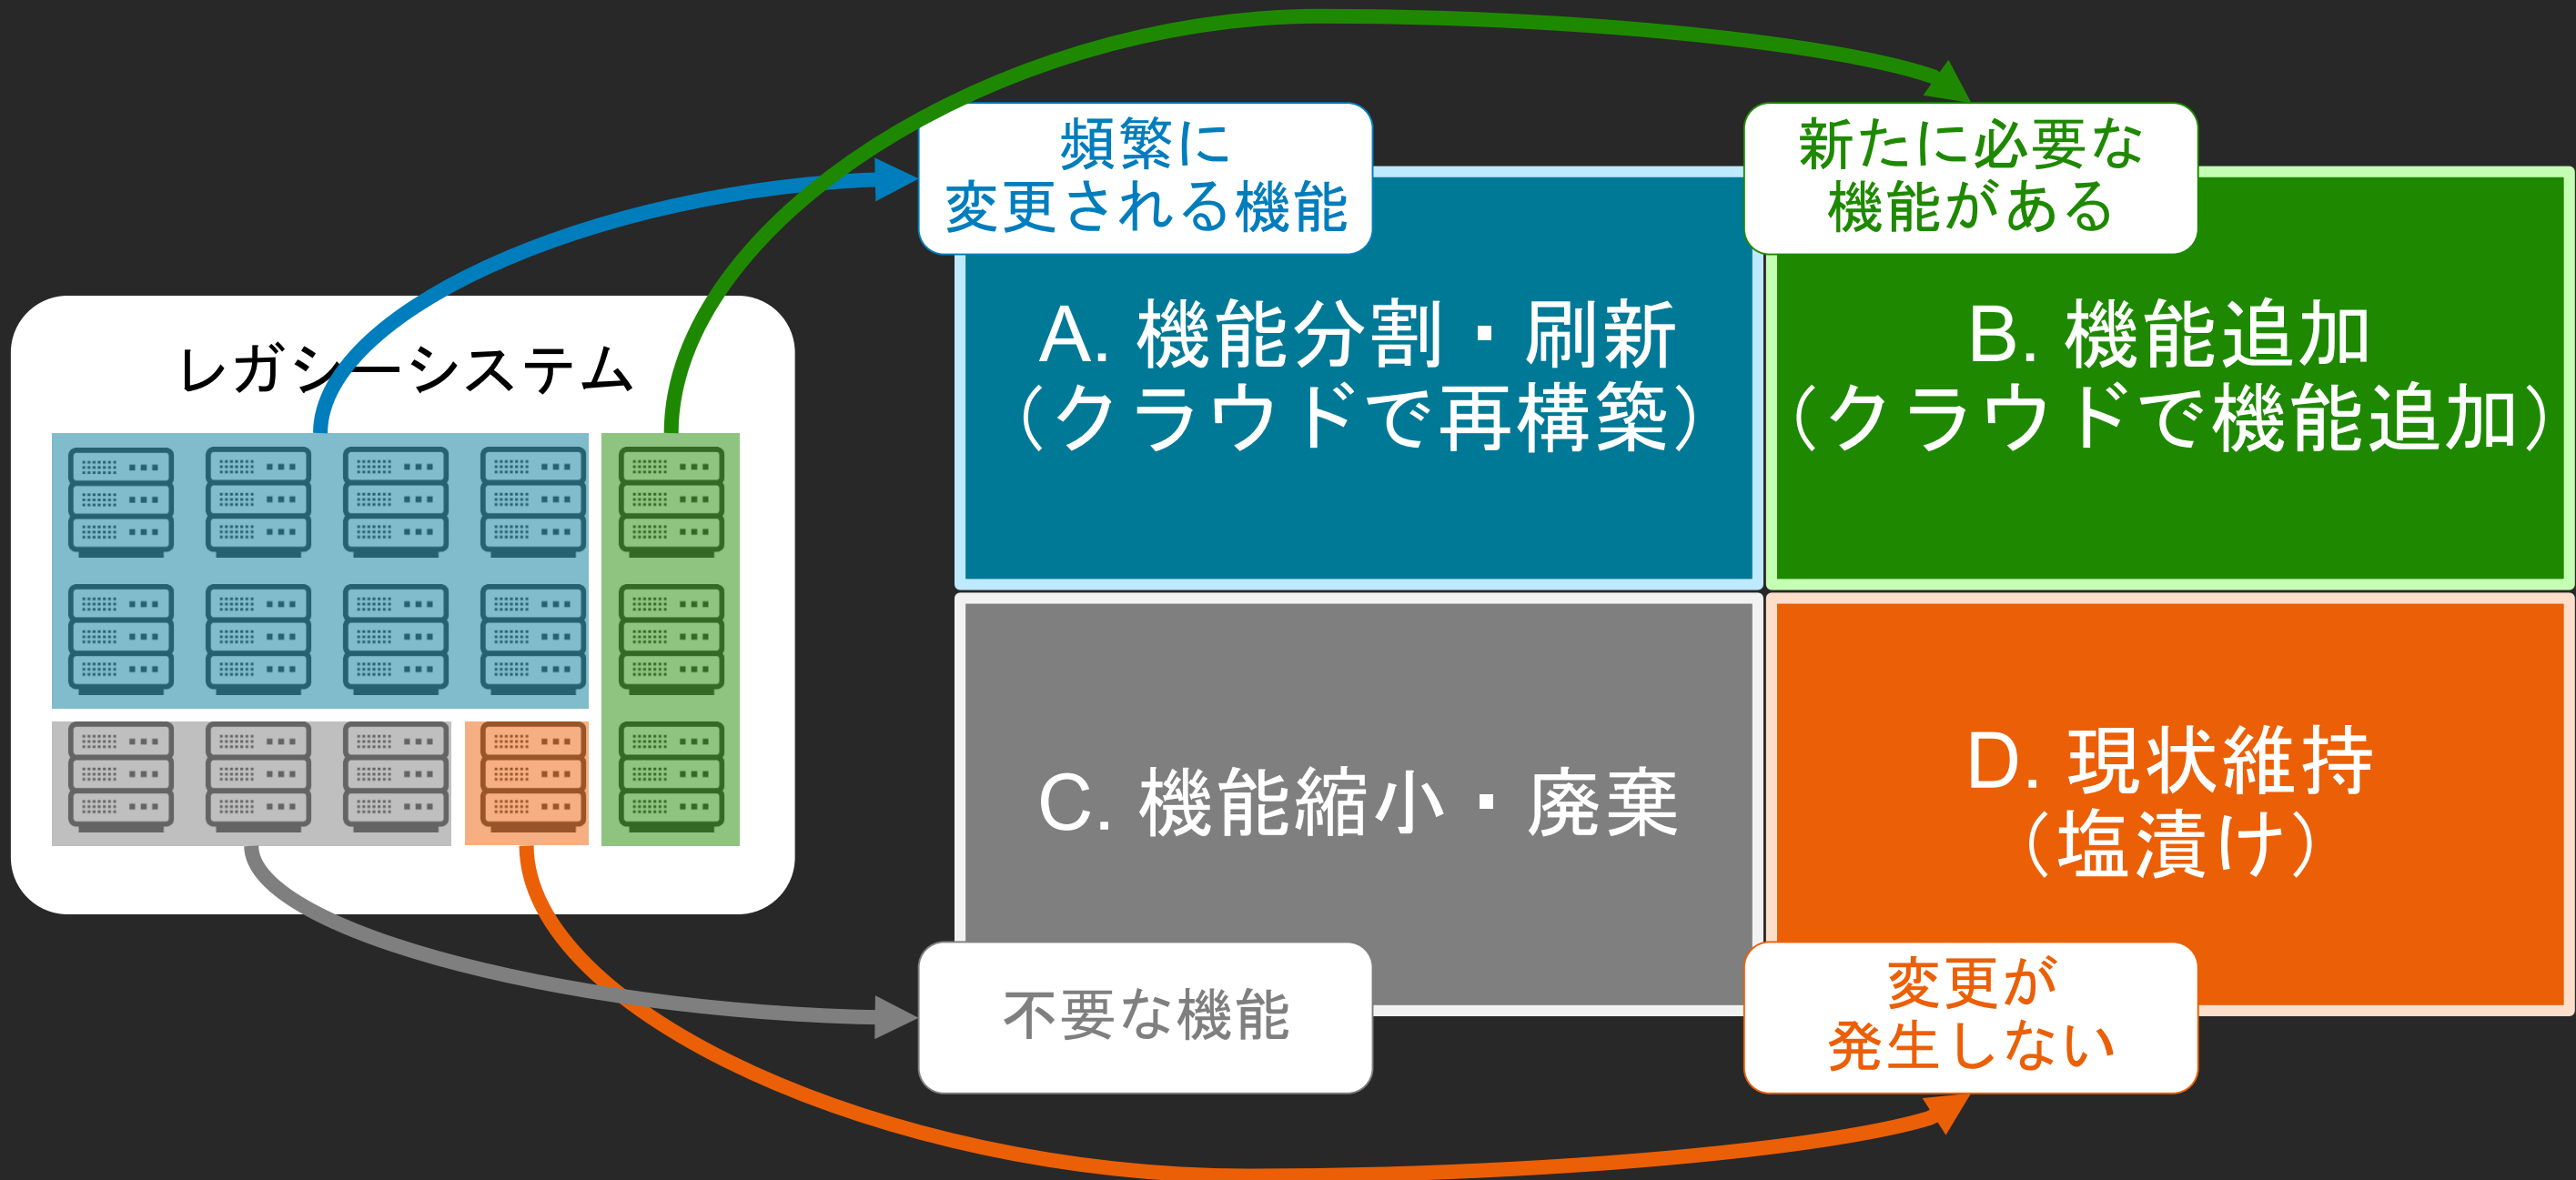 レガシーシステム
頻繁に
変更される機能
A. 機能分割・刷新
（クラウドで再構築）
新たに必要な
機能がある
B. 機能追加
（クラウドで機能追加）
C. 機能縮小・廃棄
不要な機能
D. 現状維持
（塩漬け）
変更が
発生しない